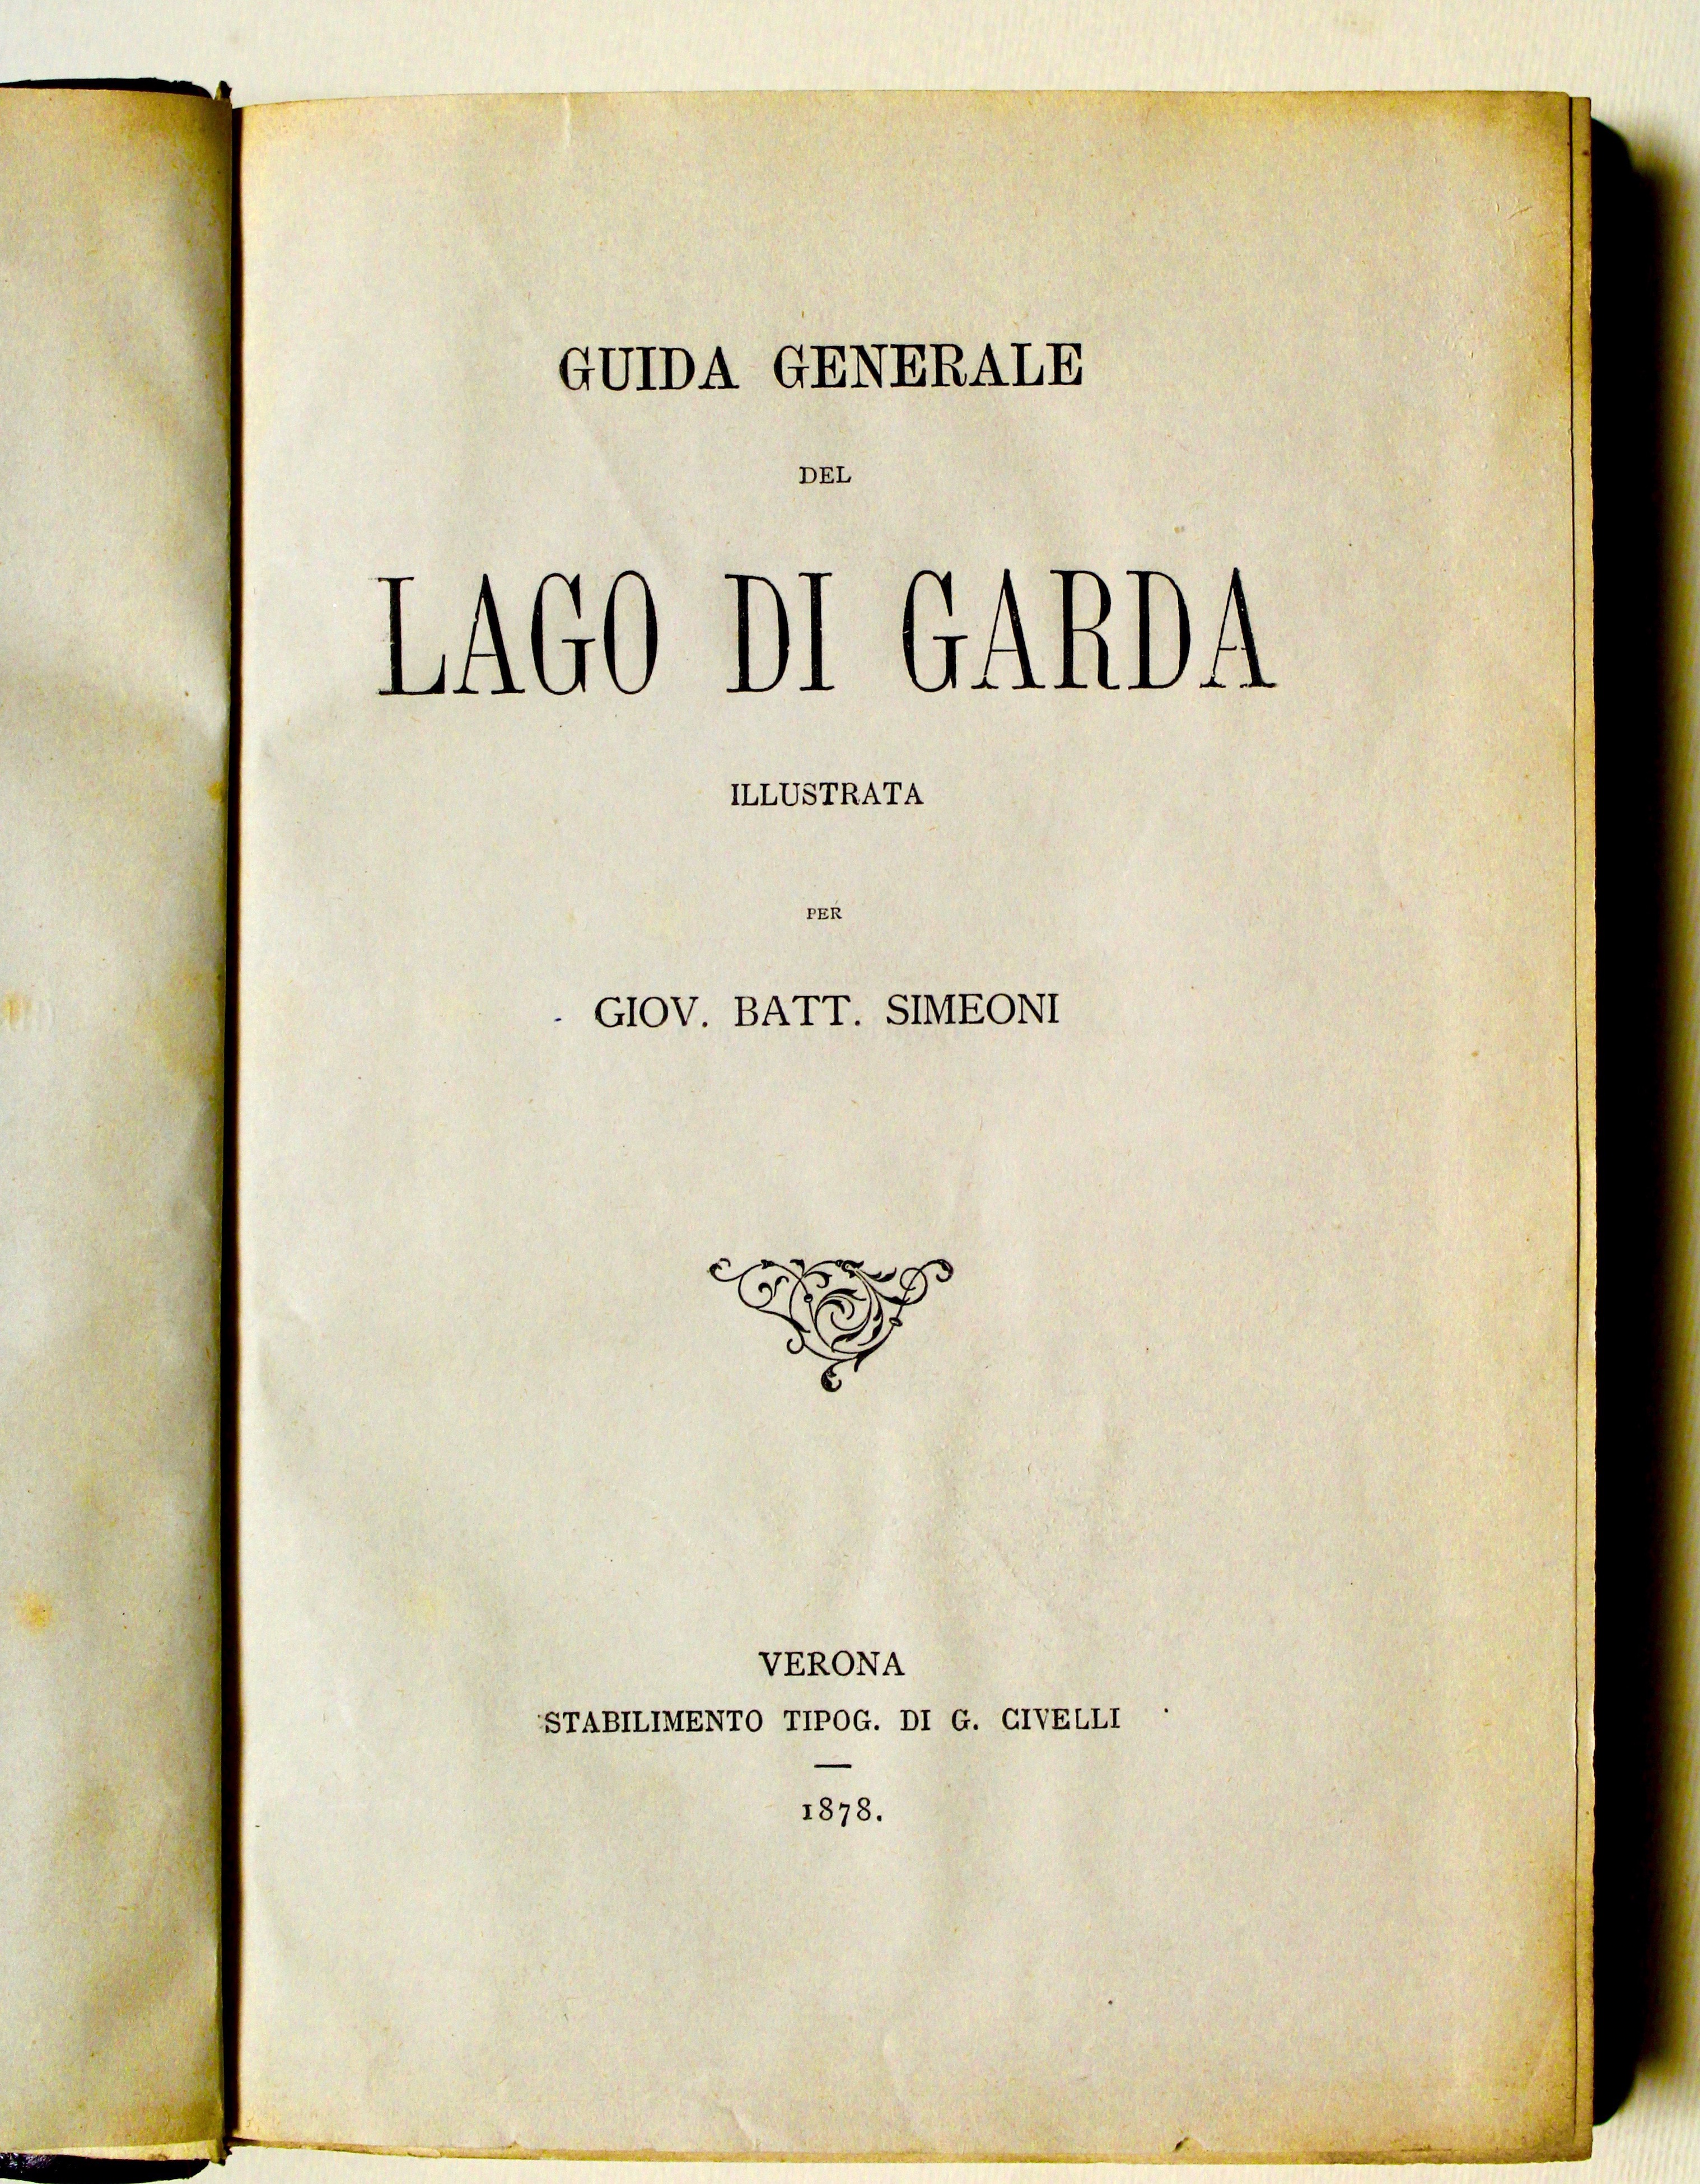 GUIDA GENERALE
DEL
LAGO DI GARDA
ILLUSTRATA
PER
GIOV. BATT. SIMEONI
VERONA
STABILIMENTO TIPOG. DI G. CIVELLI
1878.